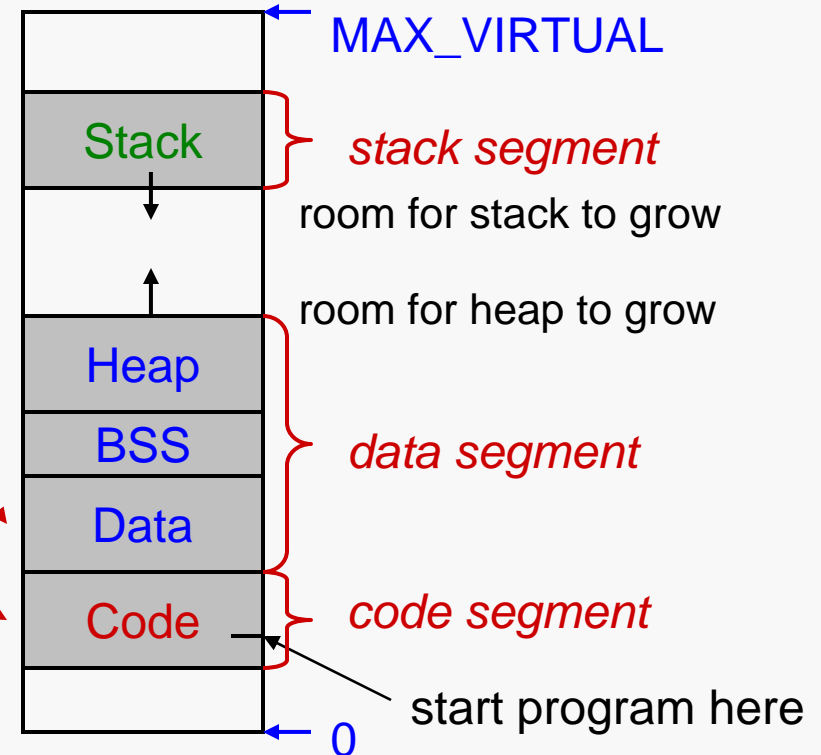 MAX_VIRTUAL
Stack
stack segment
room for stack to grow
room for heap to grow
Heap
BSS
data segment
Data
Code
code segment
start program here
0